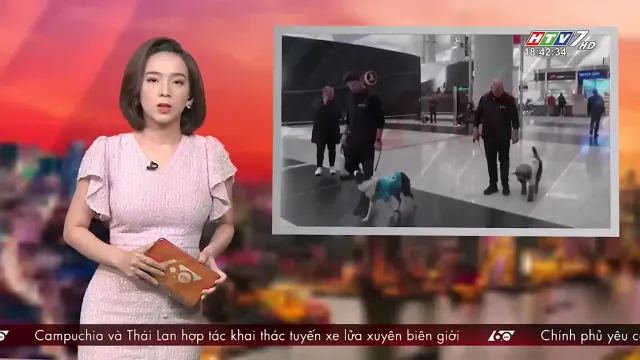 HTV7 HD
18:42:34
Campuchia và Thái Lan hợp tác khai thác tuyến xe lửa xuyên biên giới 60 Chính phủ yêu c